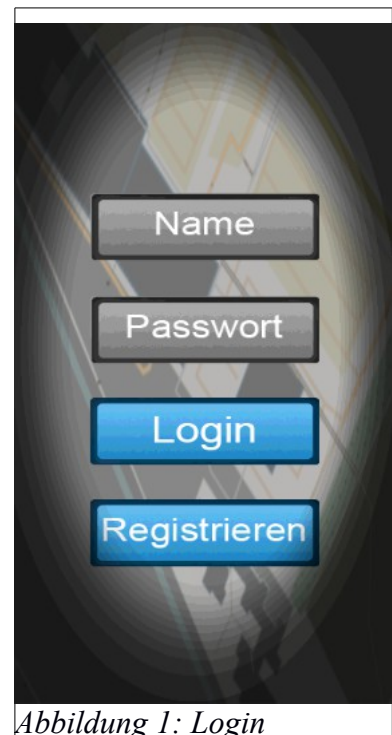 Name
Passwort
Login
Registrieren
Abbildung 1: Login